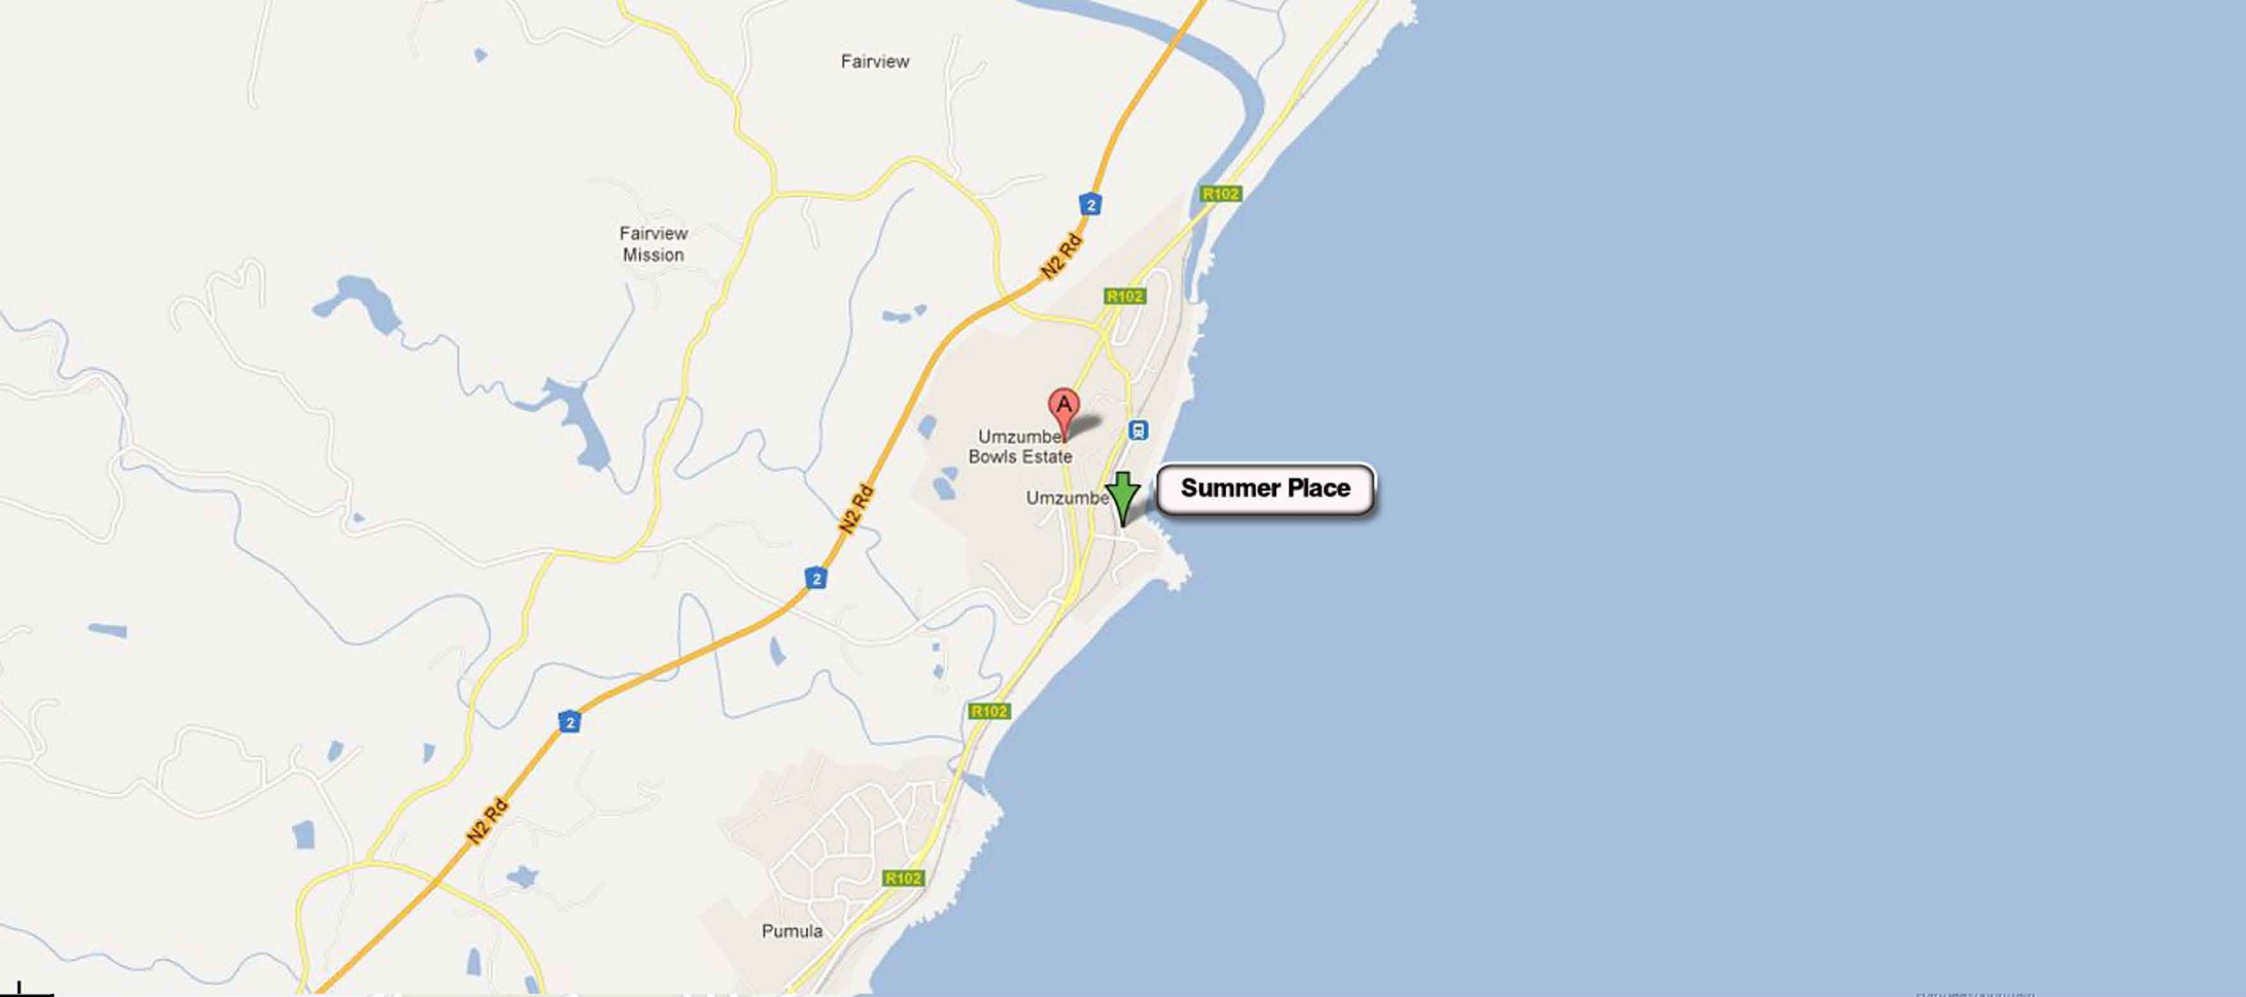 Fairview
R102
2
Fairview
Mission
N2 Rd
R102
A
Umzumbe
Bowls Estate
Summer Place
Umzumbe
N2 Rd
2
R102
2
N2 Rd
R102
Pumula